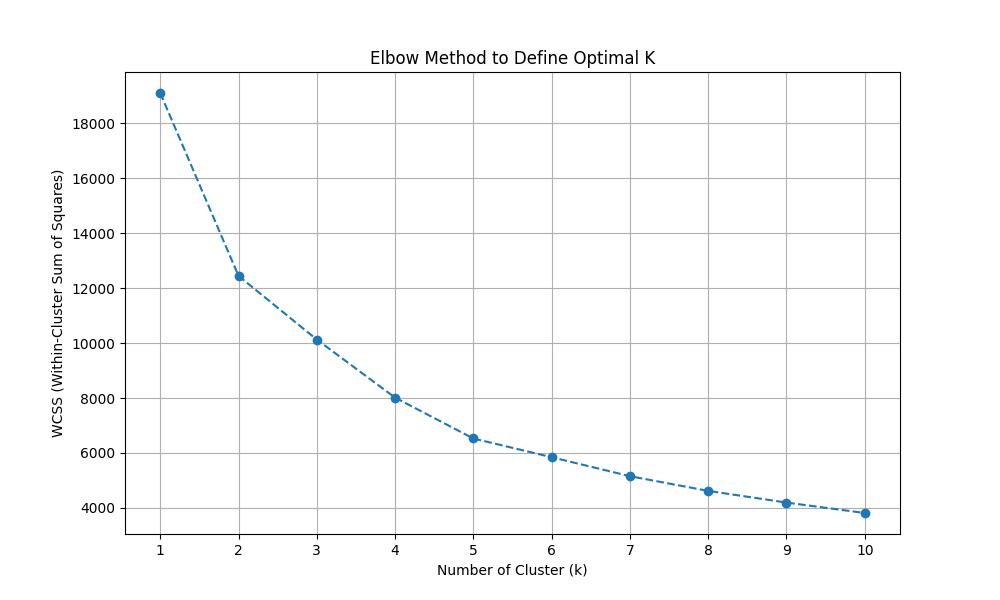 Elbow Method to Define Optimal K
WCSS (Within-Cluster Sum of Squares)
18000
16000
14000
12000
10000
8000
6000
4000
1 2 3 4 5 6 7 8 9 10
Number of Cluster (k)